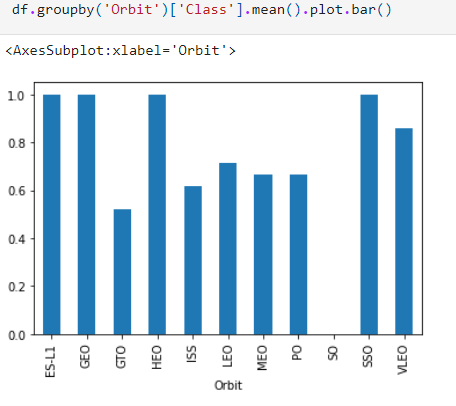 df.groupby('Orbit')['Class'].mean().plot.bar()
<AxesSubplot:xlabel='Orbit'>
1.0
0.8
0.6
0.4
0.2
0.0
ES-L1
GEO
GTO
HEO
ISS
LEO
MEO
PO
SO
SSO
VLEO
Orbit